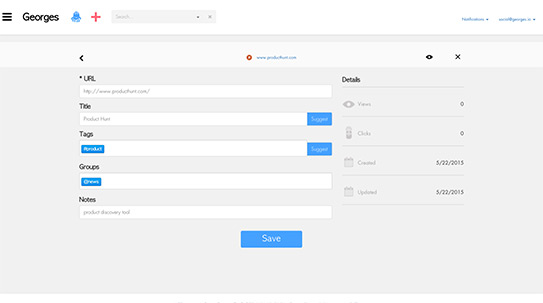 Georges
Search...
Notifications
social@georges.io
www.producthunt.com
* URL
http://www.producthunt.com/
Title
Product Hunt
Suggest
Tags
#product
Suggest
Groups
@news
Notes
product discovery tool
Save
Details
Views 0
Clicks 0
Created 5/22/2015
Updated 5/22/2015